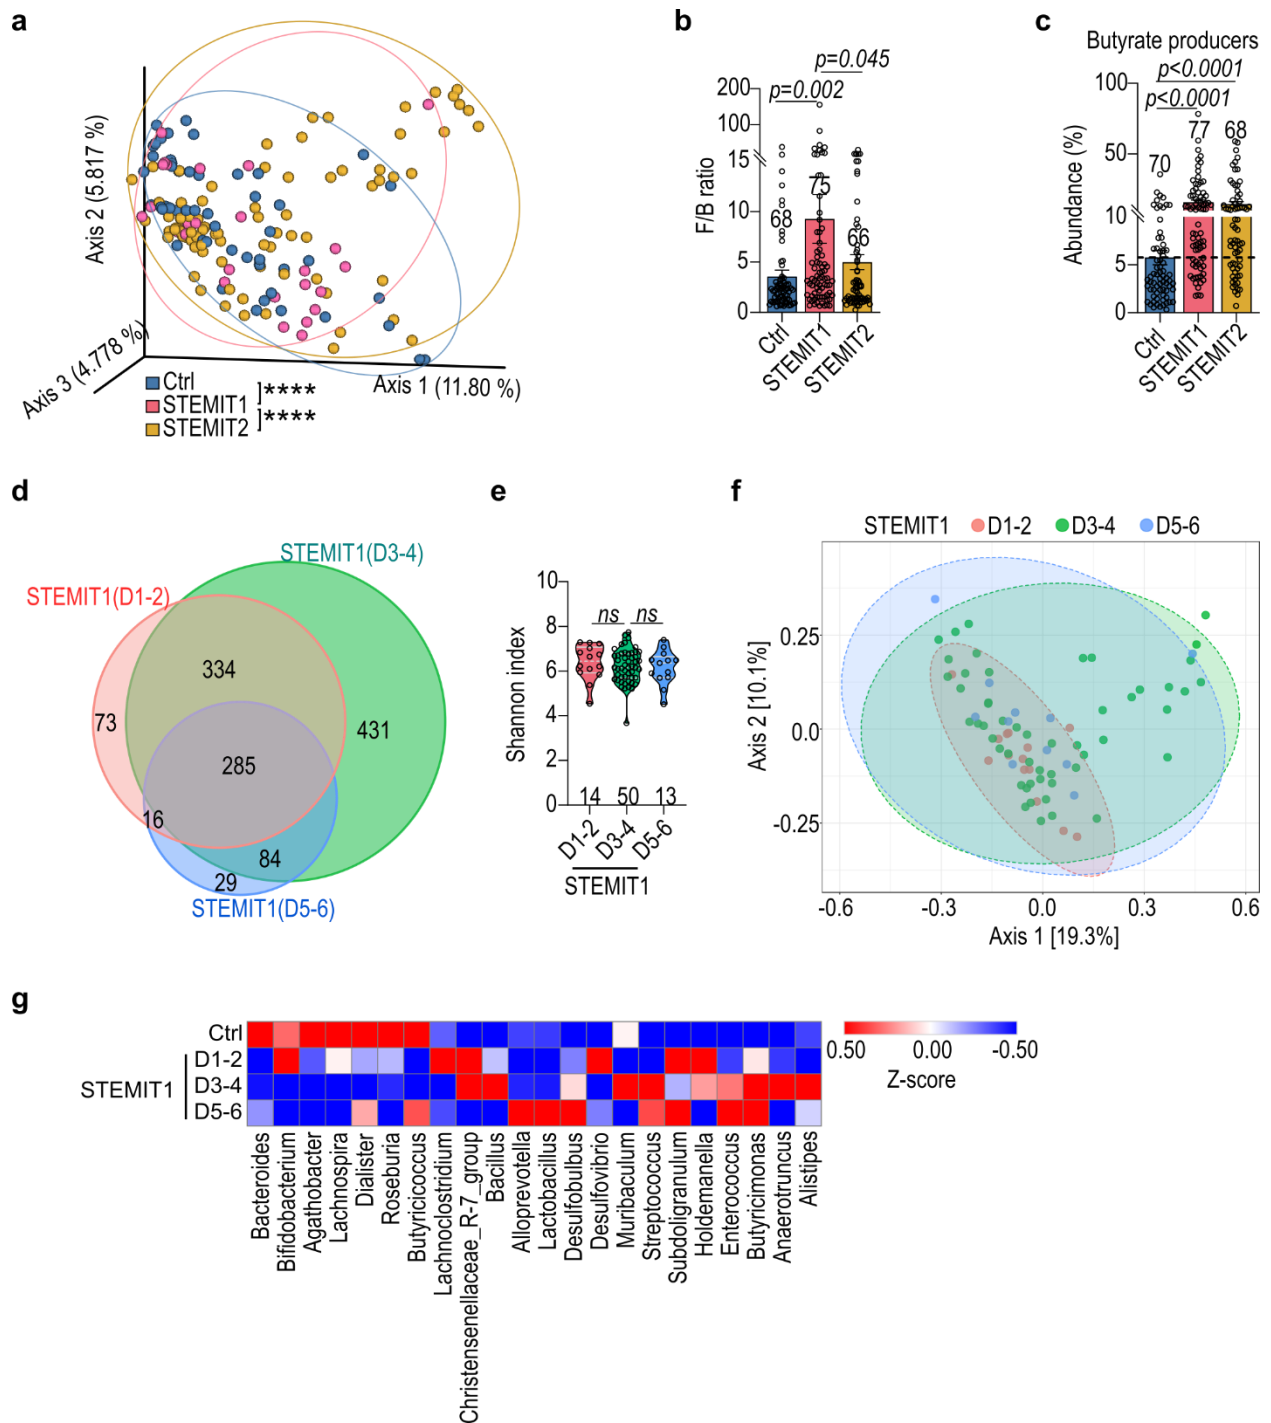 a
Axis 2 (5.817 %)
Axis 3 (4.778 %)
Axis 1 (11.80 %)
Ctrl
STEMIT1
STEMIT2
****
****
b
p=0.045
p=0.002
200
100
15
10
5
0
F/B ratio
68
75
66
Ctrl
STEMIT1
STEMIT2
c
Butyrate producers
p<0.0001
p<0.0001
100
50
10
5
0
Abundance (%)
70
77
68
Ctrl
STEMIT1
STEMIT2
d
STEMIT1(D3-4)
STEMIT1(D1-2)
334
73
431
285
16
84
29
STEMIT1(D5-6)
e
10
8
6
4
2
0
Shannon index
ns
ns
14
50
13
D1-2
D3-4
D5-6
STEMIT1
f
STEMIT1
D1-2
D3-4
D5-6
0.25
0.0
-0.25
Axis 2 [10.1%]
-0.6
-0.3
0.0
0.3
0.6
Axis 1 [19.3%]
g
Ctrl
D1-2
D3-4
D5-6
STEMIT1
0.50
0.00
-0.50
Z-score
Bacteroides
Bifidobacterium
Agathobacter
Lachnospira
Dialister
Roseburia
Butyricicoccus
Lachnoclostridium
Christensenellaceae_R-7_group
Bacillus
Alloprevotella
Lactobacillus
Desulfobulbus
Desulfovibrio
Muribaculum
Streptococcus
Subdoligranulum
Holdemanella
Enterococcus
Butyricimonas
Anaerotruncus
Alistipes